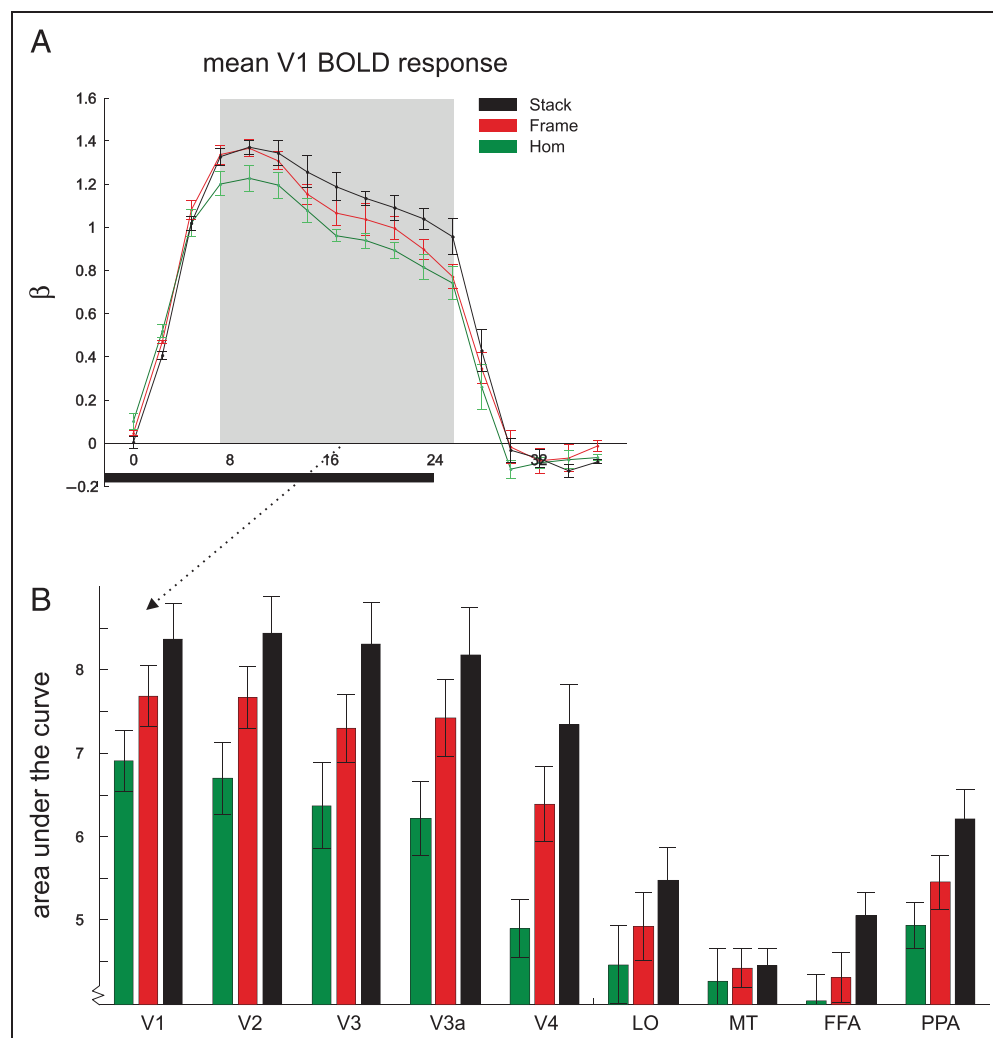 A
mean V1 BOLD response
Stack
Frame
Hom
1.6
1.4
1.2
1
0.8
0.6
0.4
0.2
0
−0.2
β
0 8 16 24 32
B
area under the curve
8
7
6
5
V1 V2 V3 V3a V4 LO MT FFA PPA